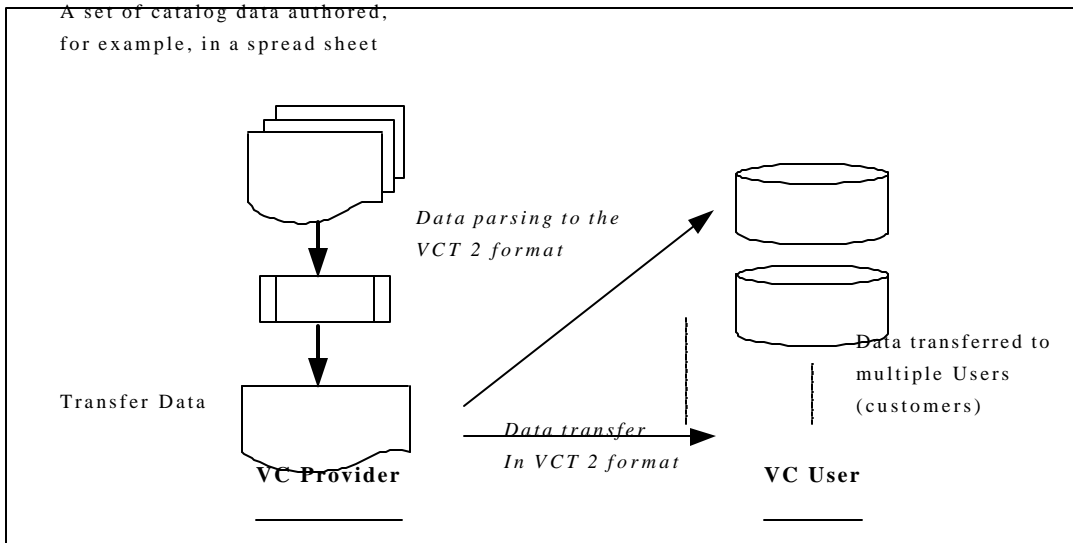 A set of catalog data authored,
for example, in a spread sheet
Data parsing to the
VCT 2 format
Data transferred to
multiple Users
(customers)
Transfer Data
Data transfer
In VCT 2 format
VC Provider
VC User